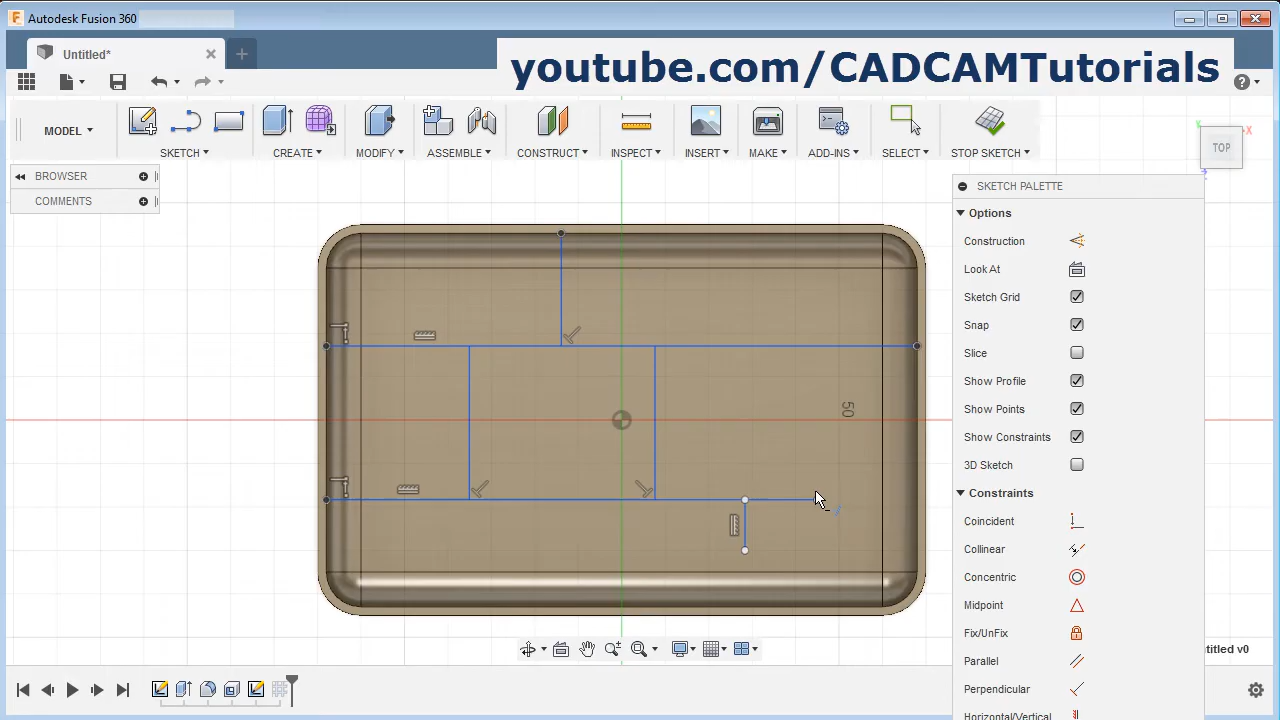 Autodesk Fusion 360
Untitled*
youtube.com/CADCAMTutorials
MODEL
SKETCH
CREATE
MODIFY
ASSEMBLE
CONSTRUCT
INSPECT
INSERT
MAKE
ADD-INS
SELECT
STOP SKETCH
BROWSER
COMMENTS
TOP
X
Y
SKETCH PALETTE
Options
Construction
Look At
Sketch Grid
Snap
Slice
Show Profile
Show Points
Show Constraints
3D Sketch
Constraints
Coincident
Collinear
Concentric
Midpoint
Fix/UnFix
Parallel
Perpendicular
Horizontal/Vertical
50
ntitled v0